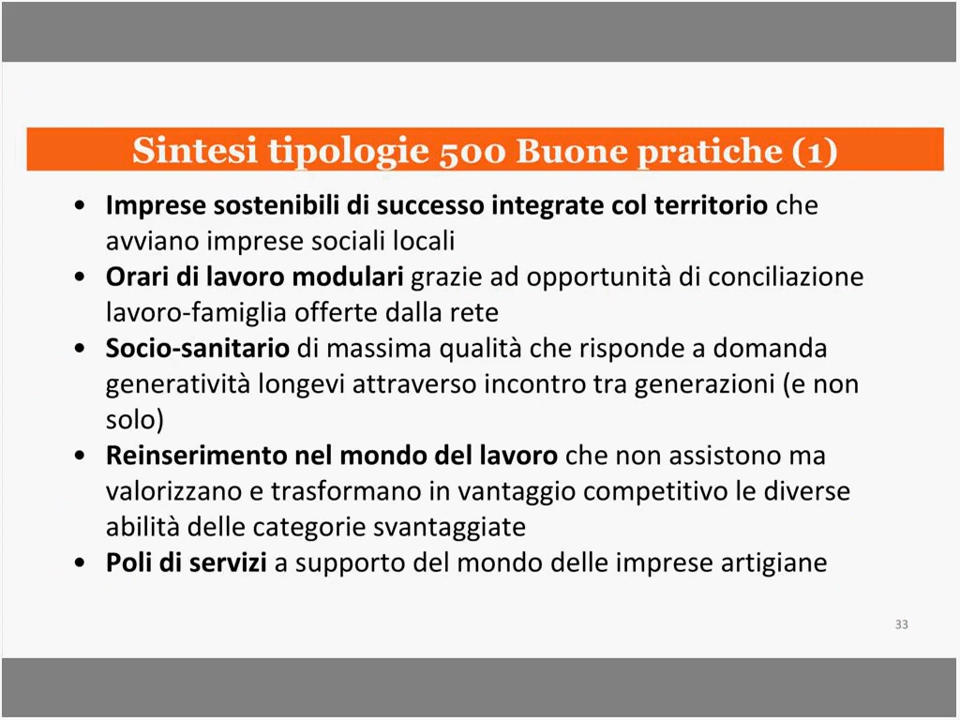 Sintesi tipologie 500 Buone pratiche (1)
• Imprese sostenibili di successo integrate col territorio che
avviano imprese sociali locali
• Orari di lavoro modulari grazie ad opportunità di conciliazione
lavoro-famiglia offerte dalla rete
• Socio-sanitario di massima qualità che risponde a domanda
generatività longevi attraverso incontro tra generazioni (e non
solo)
• Reinserimento nel mondo del lavoro che non assistono ma
valorizzano e trasformano in vantaggio competitivo le diverse
abilità delle categorie svantaggiate
• Poli di servizi a supporto del mondo delle imprese artigiane
33